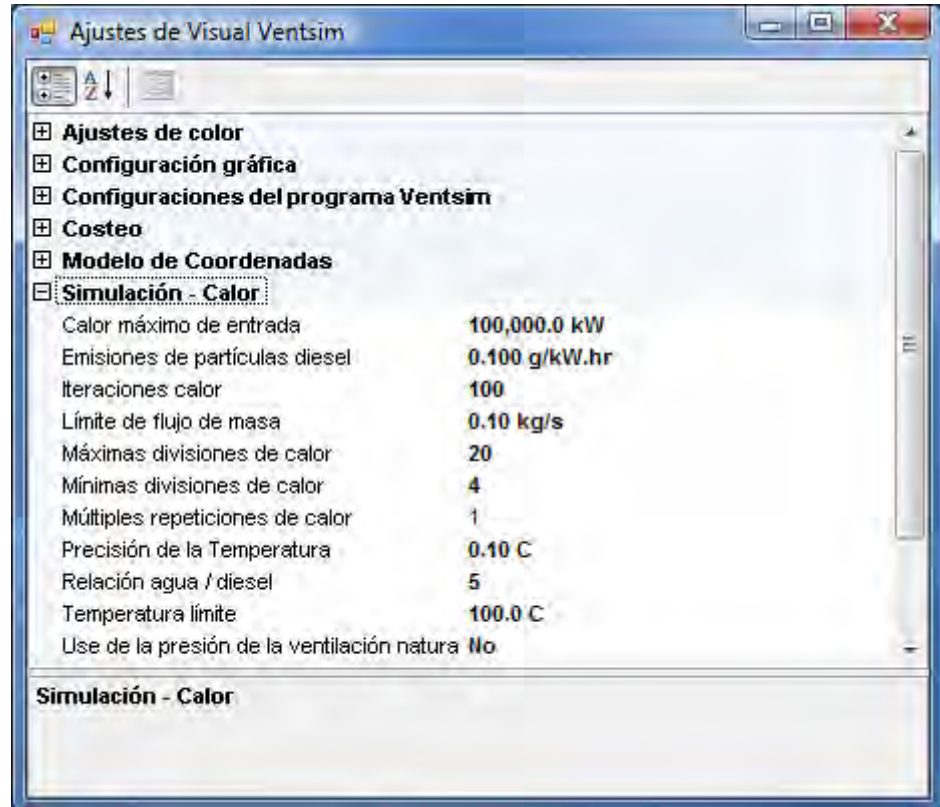 Ajustes de Visual Ventsim
Ajustes de color
Configuración gráfica
Configuraciones del programa Ventsim
Costeo
Modelo de Coordenadas
Simulación - Calor
Calor máximo de entrada 100,000.0 kW
Emisiones de partículas diesel 0.100 g/kW.hr
Iteraciones calor 100
Límite de flujo de masa 0.10 kg/s
Máximas divisiones de calor 20
Mínimas divisiones de calor 4
Múltiples repeticiones de calor 1
Precisión de la Temperatura 0.10 C
Relación agua / diesel 5
Temperatura límite 100.0 C
Use de la presión de la ventilación natura No
Simulación - Calor